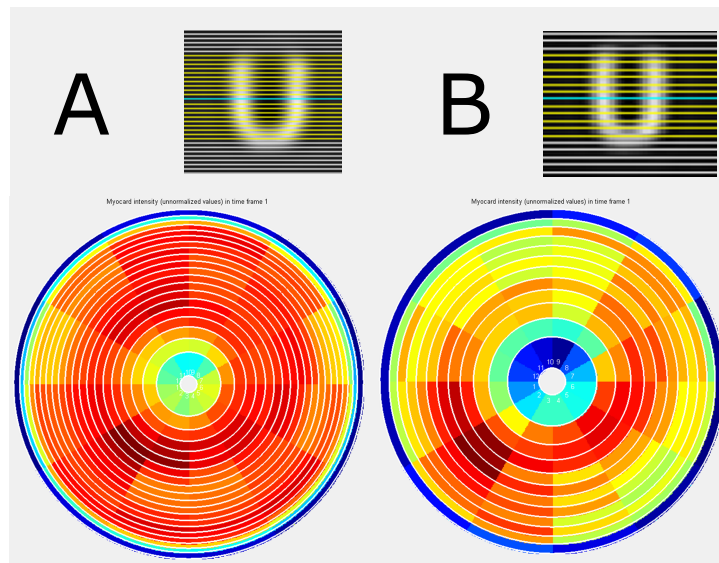 A
B
Myocard intensity (unnormalized values) in time frame 1
Myocard intensity (unnormalized values) in time frame 1
10 9
11 8
12 7
1 6
2 5
3 4